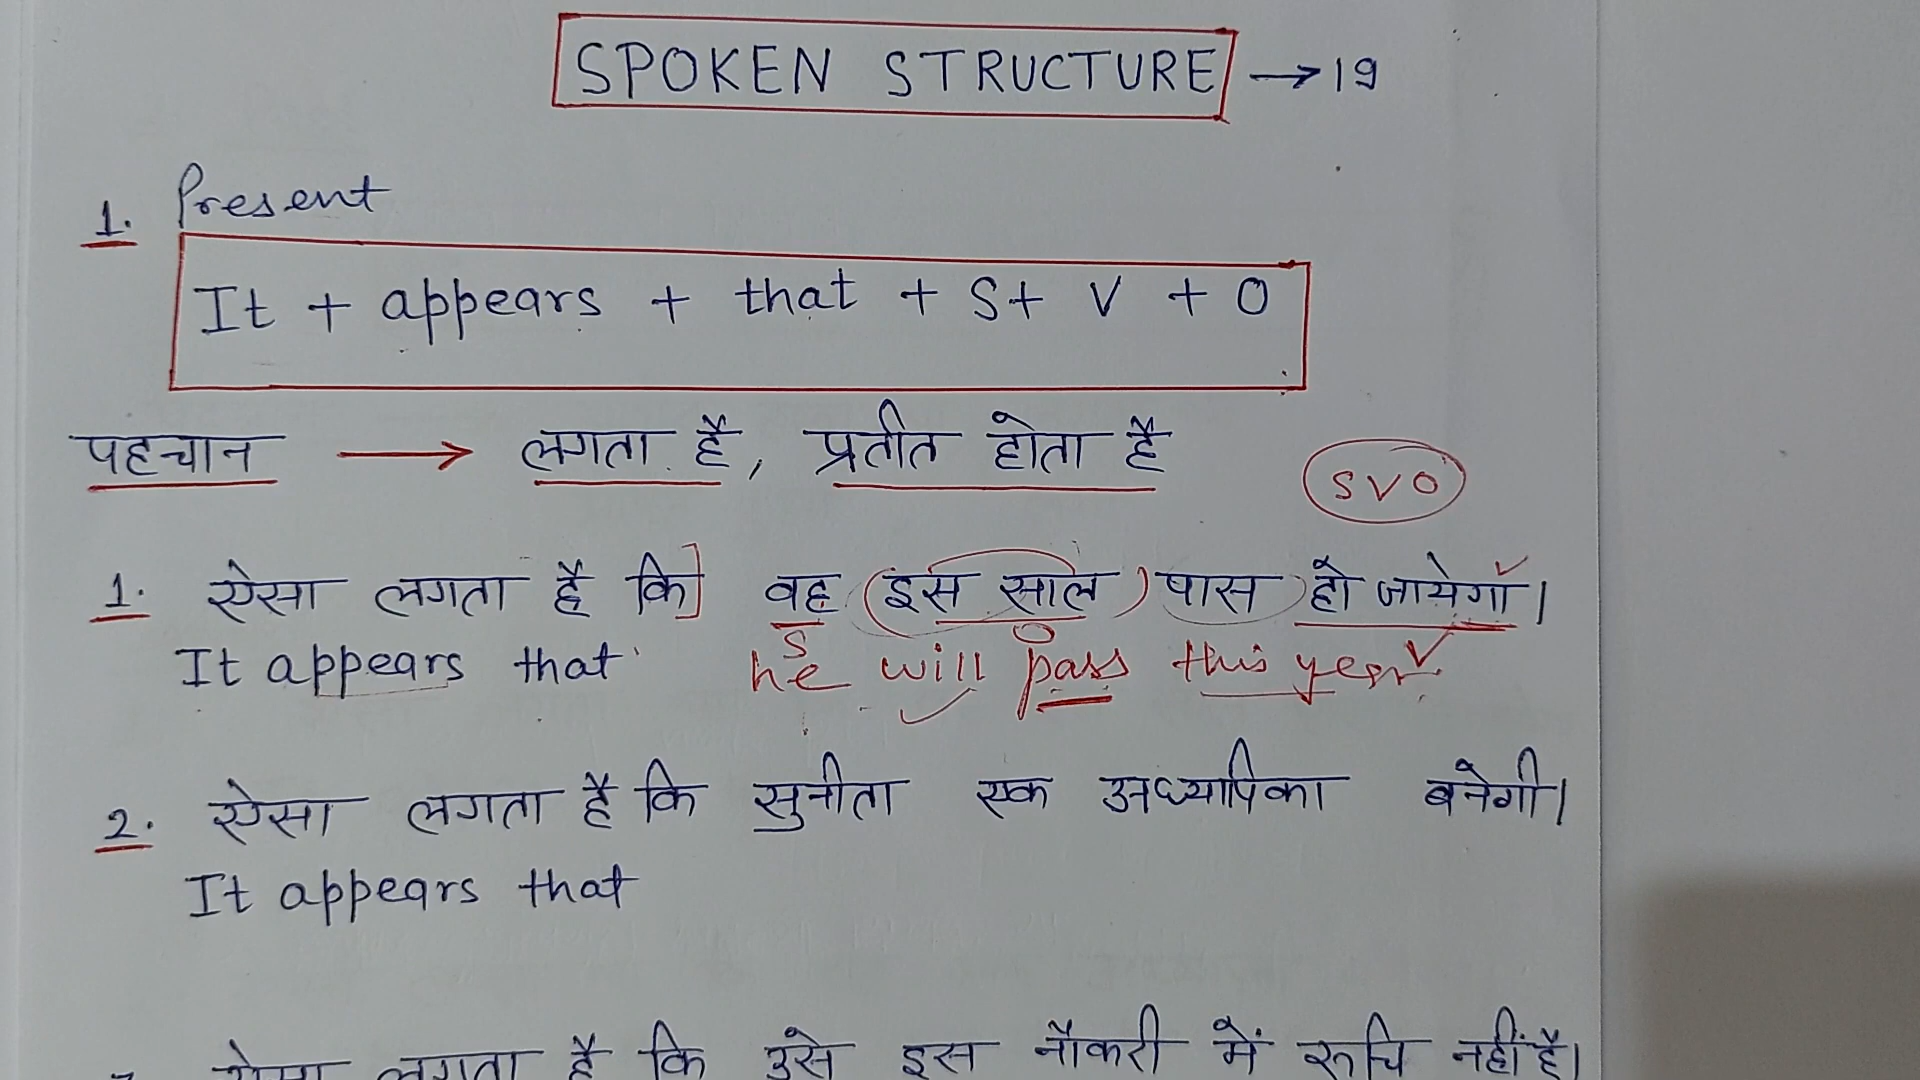 SPOKEN STRUCTURE → 19
1. Present
It + appears + that + S + V + O
पहचान → लगता है, प्रतीत होता है
SVO
1. ऐसा लगता है कि] वह (इस साल) पास हो जायेगाँ।
S O V
It appears that he will pass this year.
2. ऐसा लगता है कि सुनीता एक अध्यापिका बनेगी।
It appears that
ऐसा लगता है कि उसे इस नौकरी में रूचि नहीं है।